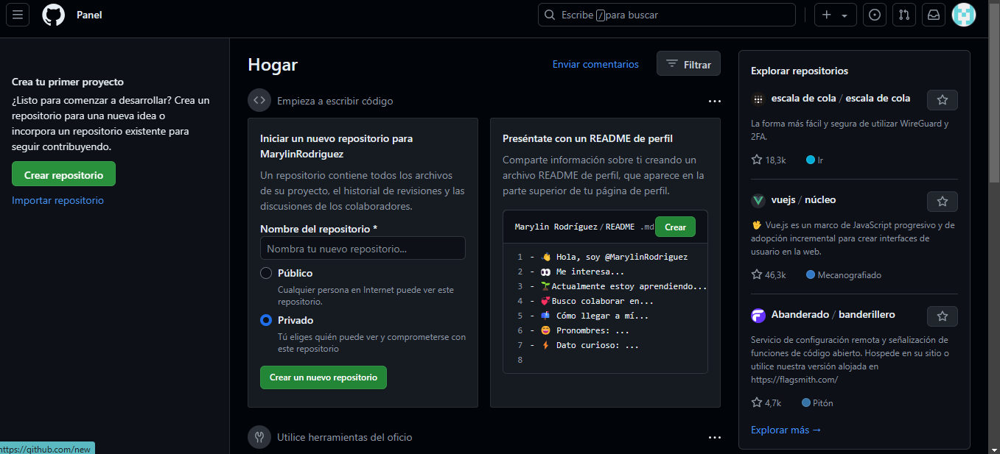 Panel
Escribe / para buscar
Crea tu primer proyecto
¿Listo para comenzar a desarrollar? Crea un
repositorio para una nueva idea o
incorpora un repositorio existente para
seguir contribuyendo.
Crear repositorio
Importar repositorio
Hogar
Enviar comentarios
Filtrar
Empieza a escribir código
Iniciar un nuevo repositorio para
MarylinRodriguez
Un repositorio contiene todos los archivos
de su proyecto, el historial de revisiones y las
discusiones de los colaboradores.
Nombre del repositorio *
Nombra tu nuevo repositorio...
Público
Cualquier persona en Internet puede ver este
repositorio.
Privado
Tú eliges quién puede ver y comprometerse con
este repositorio
Crear un nuevo repositorio
Preséntate con un README de perfil
Comparte información sobre ti creando un
archivo README de perfil, que aparece en la
parte superior de tu página de perfil.
Marylin Rodríguez / README .md
Crear
1 - 👋 Hola, soy @MarylinRodriguez
2 - 👀 Me interesa...
3 - 🌱Actualmente estoy aprendiendo...
4 - 💞️Busco colaborar en...
5 - 📫 Cómo llegar a mí...
6 - 😄 Pronombres: ...
7 - ⚡ Dato curioso: ...
8
Utilice herramientas del oficio
Explorar repositorios
escala de cola / escala de cola
La forma más fácil y segura de utilizar WireGuard y
2FA.
18,3k Ir
vuejs / núcleo
🖖 Vue.js es un marco de JavaScript progresivo y de
adopción incremental para crear interfaces de
usuario en la web.
46,3k Mecanografiado
Abanderado / banderillero
Servicio de configuración remota y señalización de
funciones de código abierto. Hospede en su sitio o
utilice nuestra versión alojada en
https://flagsmith.com/
4,7k Pitón
Explorar más →
https://github.com/new